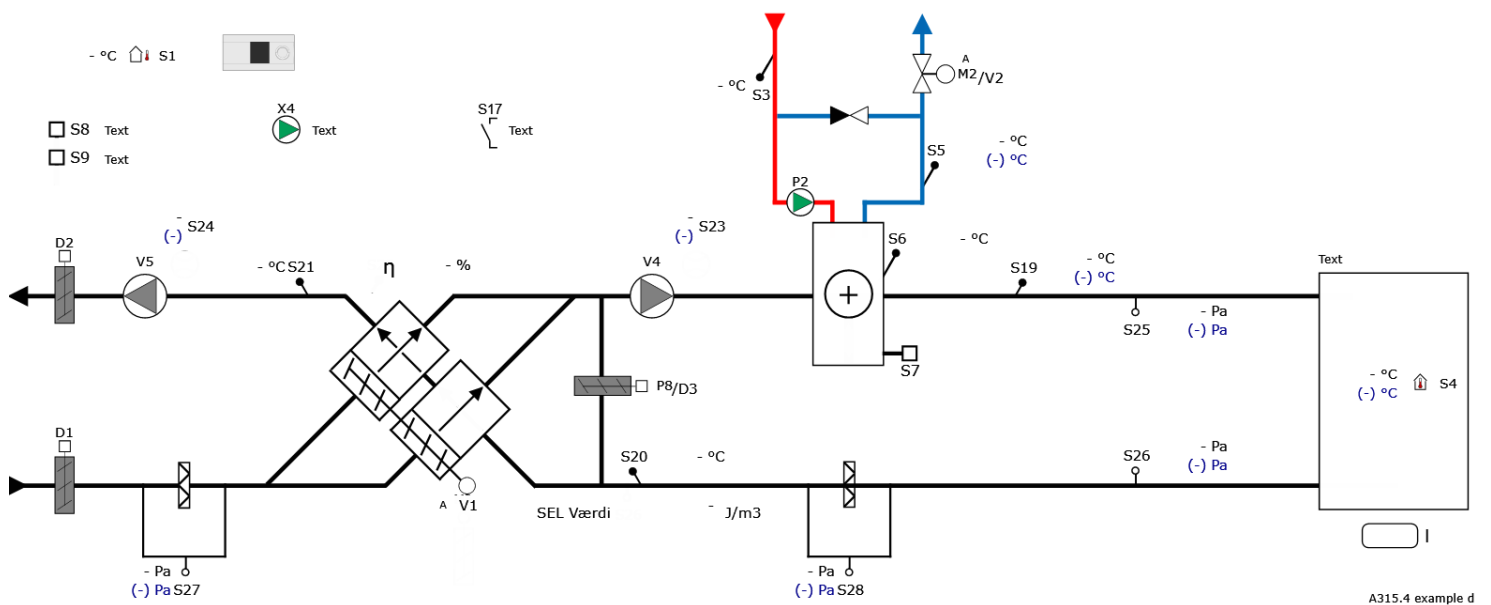 - °C S1
A
M2/V2
- °C
S3
X4
Text
S17
Text
S8 Text
S9 Text
- °C
(-) °C
S5
P2
-
(-) S24
-
(-) S23
D2
V5
- °C S21
η
- %
V4
S6
- °C
S19
- °C
(-) °C
Text
- Pa
(-) Pa
S25
S7
- °C
(-) °C
S4
P8/D3
D1
S20
- °C
S26
- Pa
(-) Pa
A V1
SEL Værdi
- J/m3
I
- Pa
(-) Pa S27
- Pa
(-) Pa S28
A315.4 example d